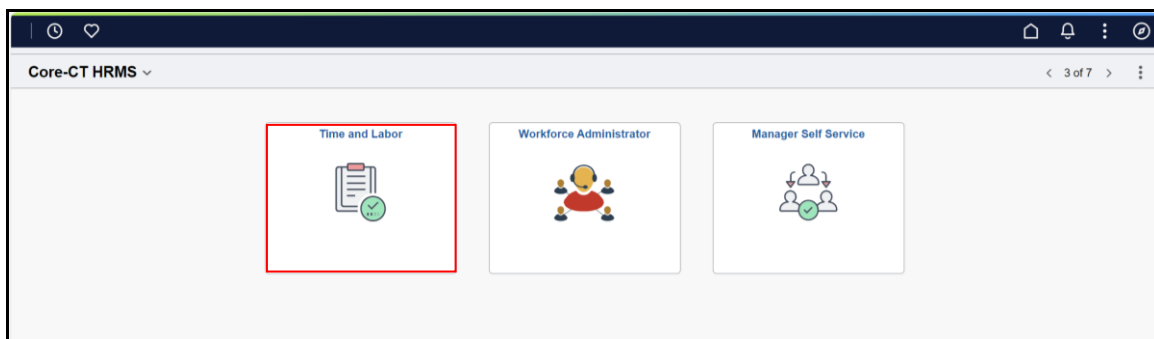 Core-CT HRMS
3 of 7
Time and Labor
Workforce Administrator
Manager Self Service